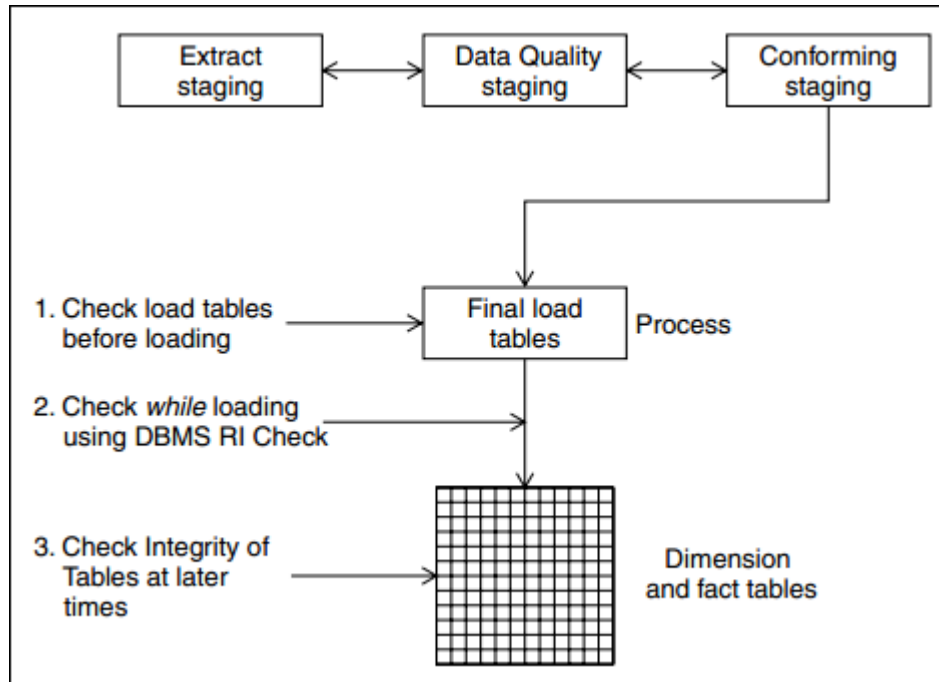 Extract
staging
Data Quality
staging
Conforming
staging
1. Check load tables
before loading
Final load
tables
Process
2. Check while loading
using DBMS RI Check
3. Check Integrity of
Tables at later
times
Dimension
and fact tables